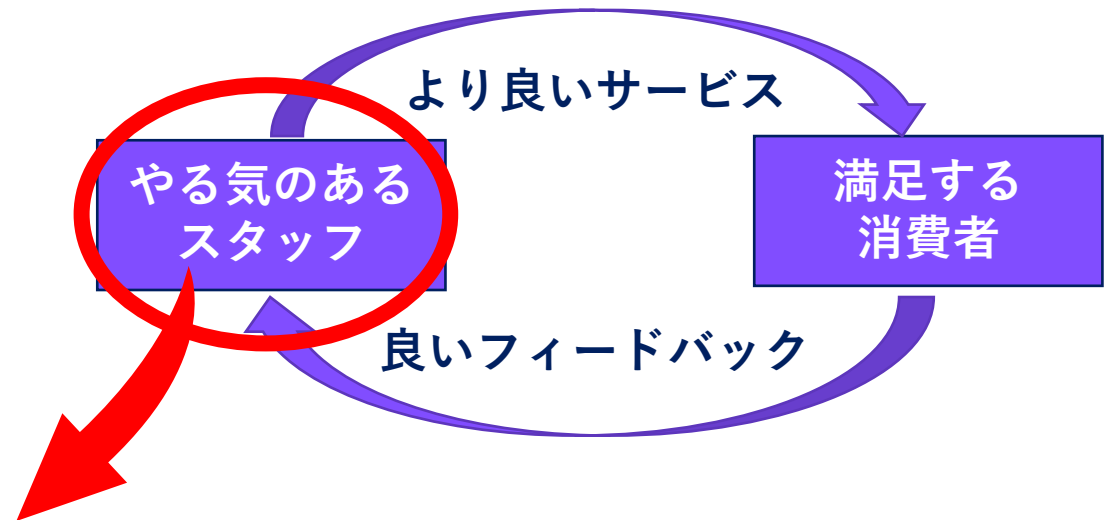 より良いサービス
やる気のある
スタッフ
満足する
消費者
良いフィードバック